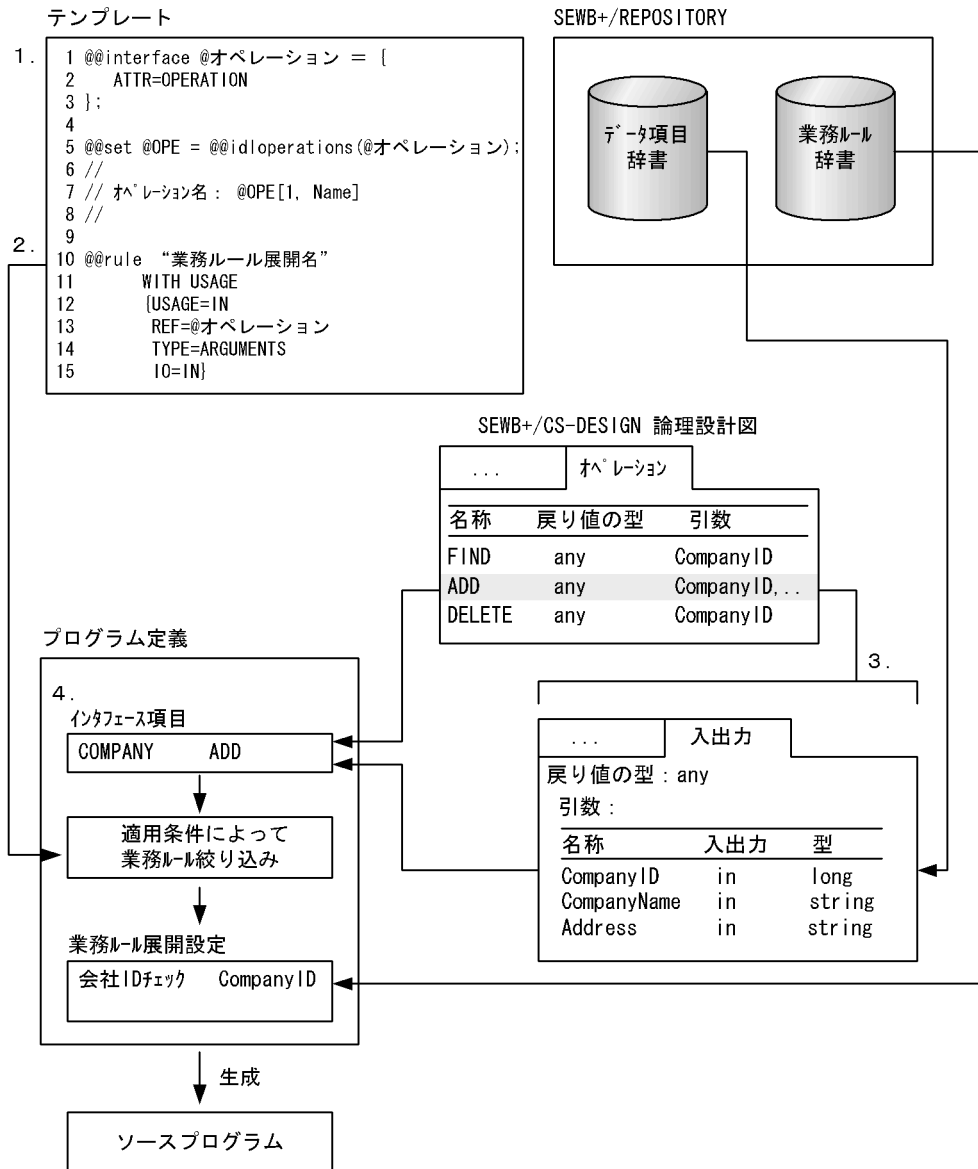 テンプレート
1.
1 @@interface @オペレーション = {
2 ATTR=OPERATION
3 };
4
5 @@set @OPE = @@idloperations(@オペレーション);
6 //
7 // ｵﾍﾟﾚｰｼｮﾝ名： @OPE[1, Name]
8 //
9
2.
10 @@rule “業務ルール展開名”
11 WITH USAGE
12 {USAGE=IN
13 REF=@オペレーション
14 TYPE=ARGUMENTS
15 IO=IN}
SEWB+/REPOSITORY
ﾃﾞｰﾀ項目
辞書
業務ﾙｰﾙ
辞書
SEWB+/CS-DESIGN 論理設計図
... ｵﾍﾟﾚｰｼｮﾝ
名称 戻り値の型 引数
FIND any CompanyID
ADD any CompanyID,..
DELETE any CompanyID
3.
... 入出力
戻り値の型：any
引数：
名称 入出力 型
CompanyID in long
CompanyName in string
Address in string
プログラム定義
4.
ｲﾝﾀﾌｪｰｽ項目
COMPANY ADD
適用条件によって
業務ﾙｰﾙ絞り込み
業務ﾙｰﾙ展開設定
会社IDﾁｪｯｸ CompanyID
生成
ソースプログラム